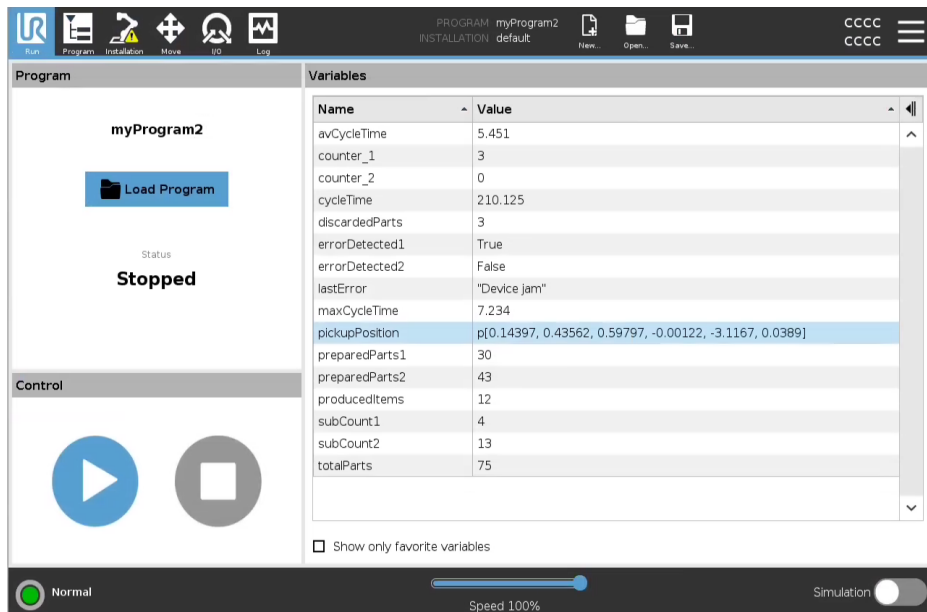 UR
Run
Program
Installation
Move
I/O
Log
PROGRAM myProgram2
INSTALLATION default
New...
Open...
Save...
CCCC
CCCC
Program
myProgram2
Load Program
Status
Stopped
Control
Variables
Name Value
avCycleTime 5.451
counter_1 3
counter_2 0
cycleTime 210.125
discardedParts 3
errorDetected1 True
errorDetected2 False
lastError "Device jam"
maxCycleTime 7.234
pickupPosition p[0.14397, 0.43562, 0.59797, -0.00122, -3.1167, 0.0389]
preparedParts1 30
preparedParts2 43
producedItems 12
subCount1 4
subCount2 13
totalParts 75
Show only favorite variables
Normal
Speed 100%
Simulation